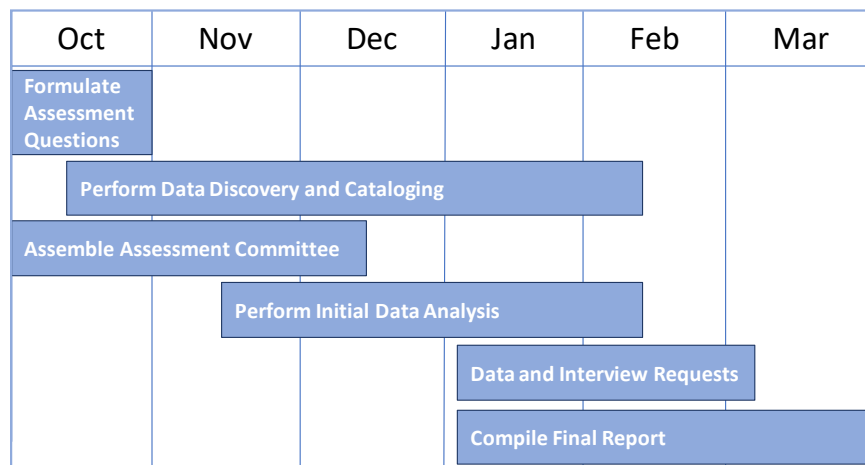 Oct Nov Dec Jan Feb Mar
Formulate
Assessment
Questions
Perform Data Discovery and Cataloging
Assemble Assessment Committee
Perform Initial Data Analysis
Data and Interview Requests
Compile Final Report